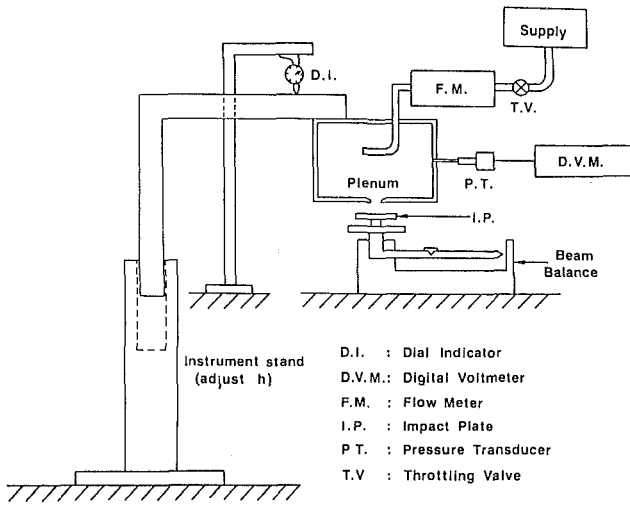 Supply
D.I.
F.M.
T.V.
Plenum
P.T.
D.V.M.
I.P.
Beam
Balance
Instrument stand
(adjust h)
D.I. : Dial Indicator
D.V.M.: Digital Voltmeter
F.M. : Flow Meter
I.P. : Impact Plate
P T. : Pressure Transducer
T.V : Throttling Valve